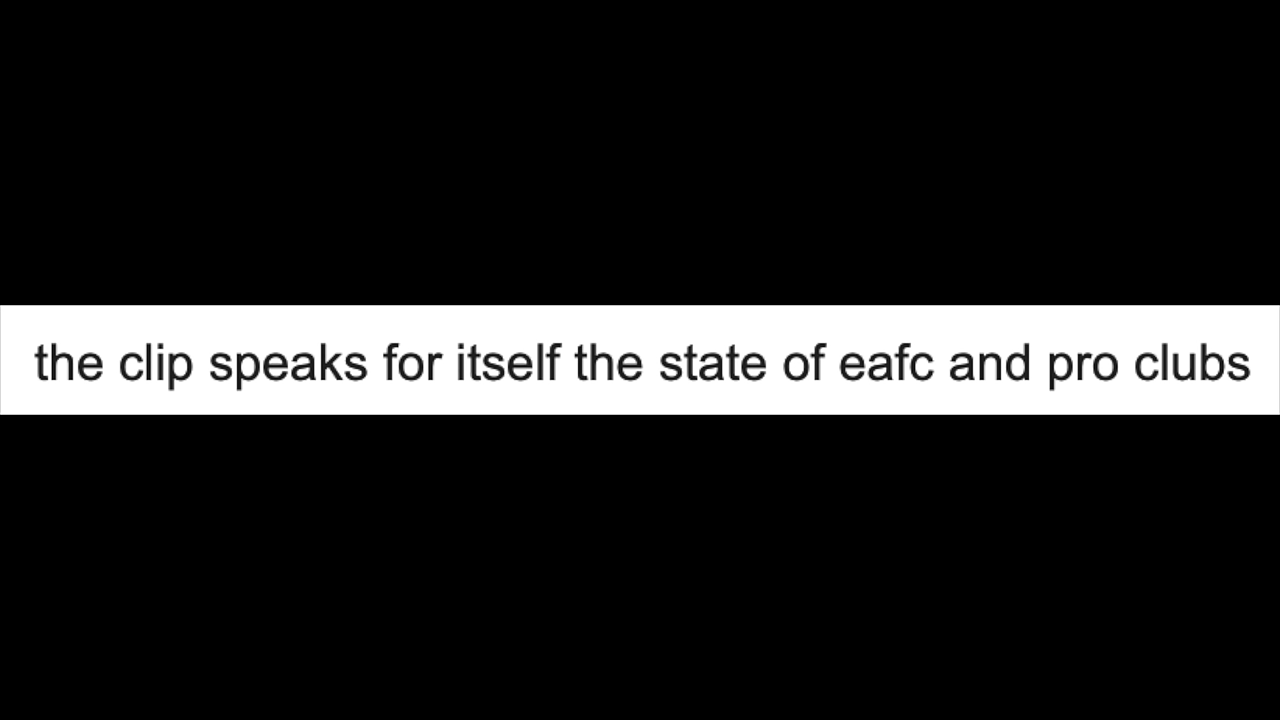 the clip speaks for itself the state of eafc and pro clubs